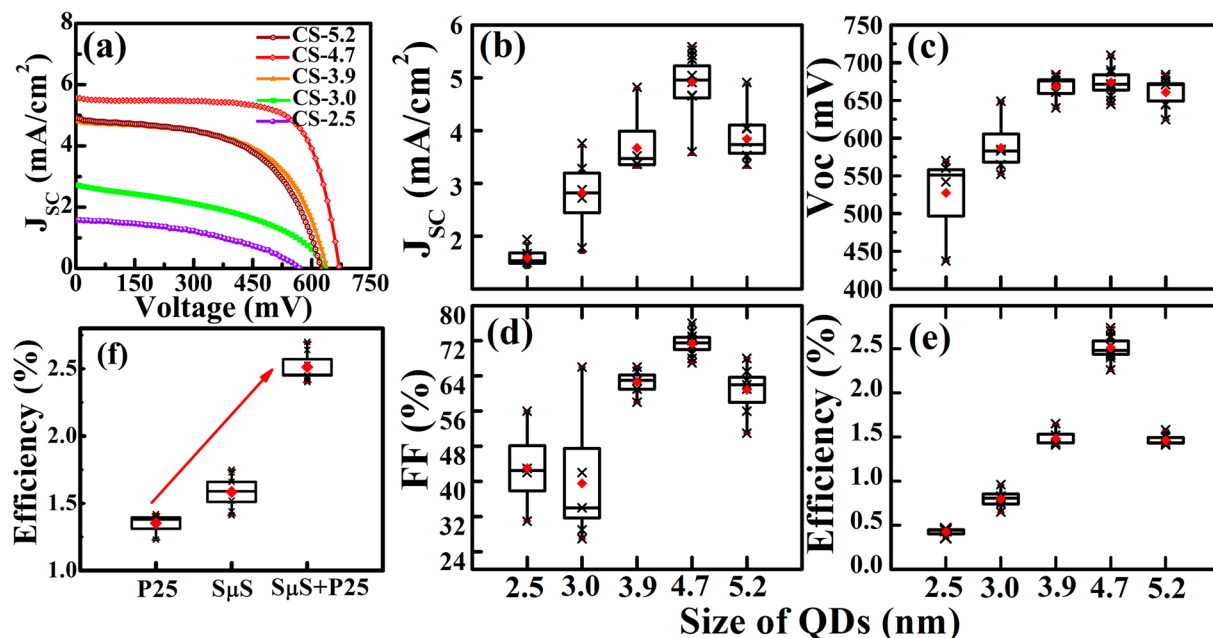 (a)
CS-5.2
CS-4.7
CS-3.9
CS-3.0
CS-2.5
8
6
4
2
0
J_SC (mA/cm²)
0 150 300 450 600 750
Voltage (mV)
(b)
6
5
4
3
2
J_SC (mA/cm²)
(c)
750
700
650
600
550
500
450
400
Voc (mV)
(f)
2.5
2.0
1.5
1.0
Efficiency (%)
P25 SμS SμS+P25
(d)
80
72
64
48
40
32
24
FF (%)
2.5 3.0 3.9 4.7 5.2
(e)
2.5
2.0
1.5
0.5
0.0
Efficiency (%)
2.5 3.0 3.9 4.7 5.2
Size of QDs (nm)